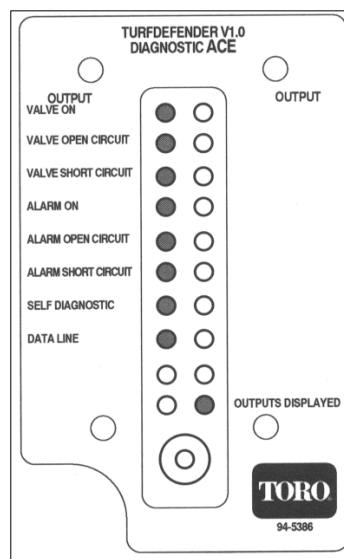 TURFDEFENDER V1.0
DIAGNOSTIC ACE
OUTPUT
OUTPUT
VALVE ON
VALVE OPEN CIRCUIT
VALVE SHORT CIRCUIT
ALARM ON
ALARM OPEN CIRCUIT
ALARM SHORT CIRCUIT
SELF DIAGNOSTIC
DATA LINE
OUTPUTS DISPLAYED
TORO
94-5386